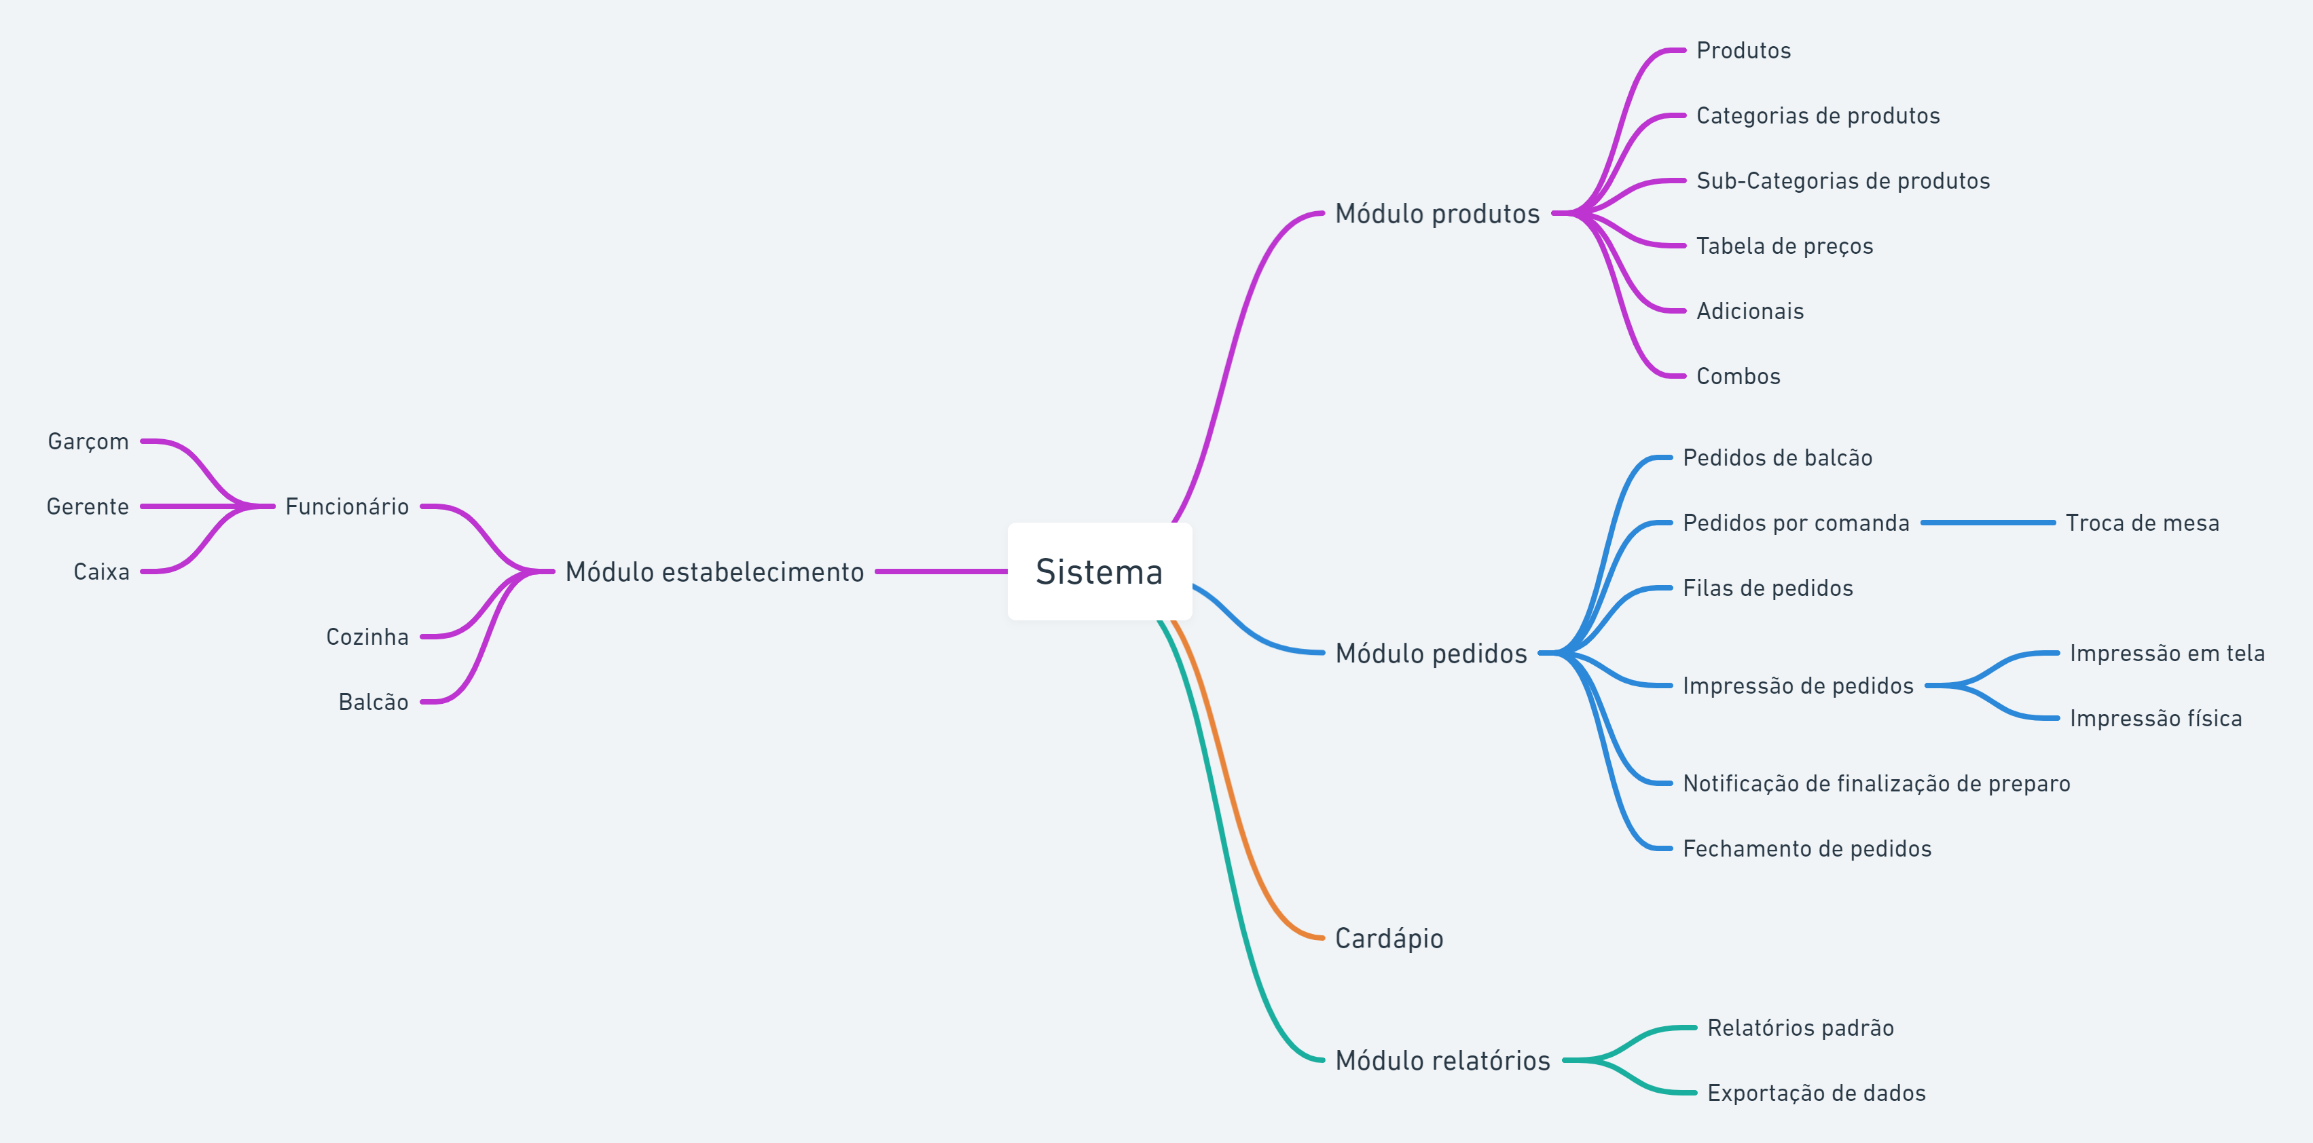 Sistema
Módulo produtos
Produtos
Categorias de produtos
Sub-Categorias de produtos
Tabela de preços
Adicionais
Combos
Módulo pedidos
Pedidos de balcão
Pedidos por comanda
Troca de mesa
Filas de pedidos
Impressão de pedidos
Impressão em tela
Impressão física
Notificação de finalização de preparo
Fechamento de pedidos
Cardápio
Módulo relatórios
Relatórios padrão
Exportação de dados
Módulo estabelecimento
Funcionário
Garçom
Gerente
Caixa
Cozinha
Balcão